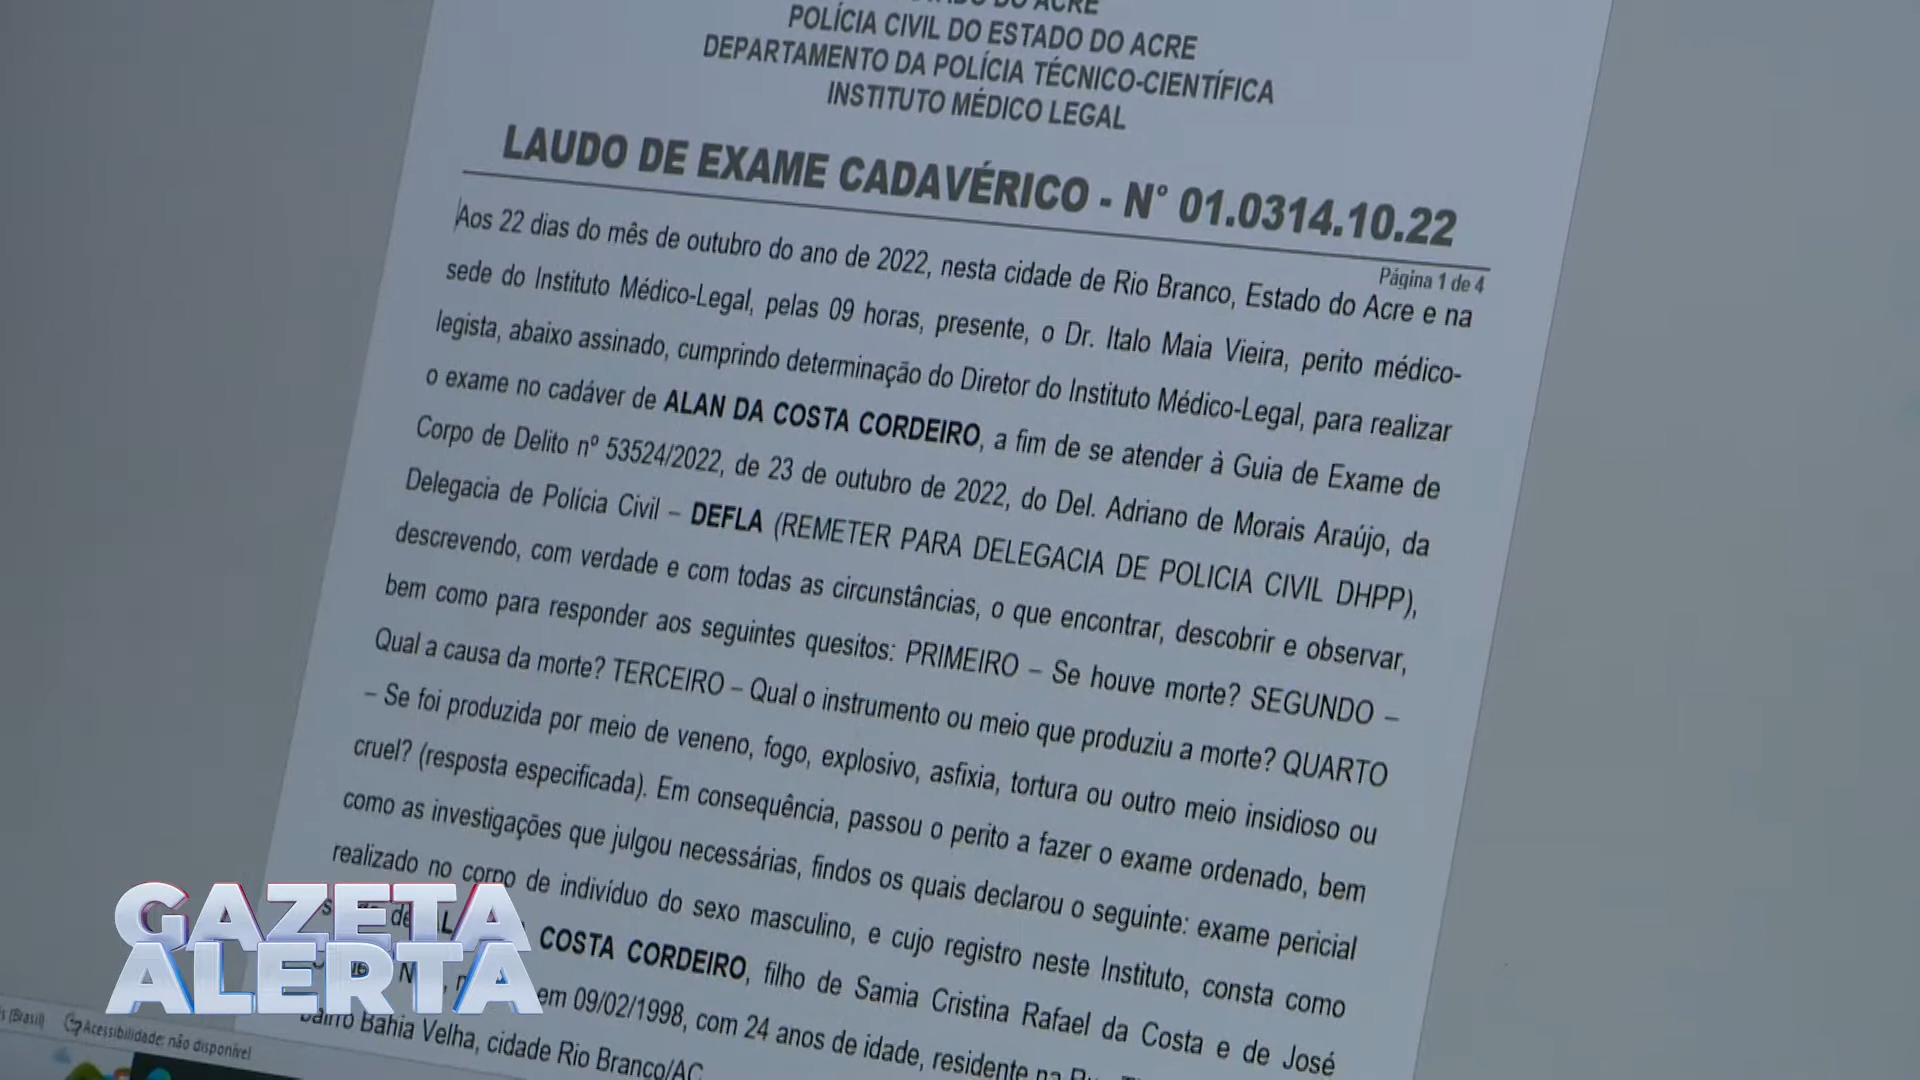 POLÍCIA CIVIL DO ESTADO DO ACRE
DEPARTAMENTO DA POLÍCIA TÉCNICO-CIENTÍFICA
INSTITUTO MÉDICO LEGAL
LAUDO DE EXAME CADAVÉRICO - N° 01.0314.10.22
Página 1 de 4
Aos 22 dias do mês de outubro do ano de 2022, nesta cidade de Rio Branco, Estado do Acre e na
sede do Instituto Médico-Legal, pelas 09 horas, presente, o Dr. Italo Maia Vieira, perito médico-
legista, abaixo assinado, cumprindo determinação do Diretor do Instituto Médico-Legal, para realizar
o exame no cadáver de ALAN DA COSTA CORDEIRO, a fim de se atender à Guia de Exame de
Corpo de Delito nº 53524/2022, de 23 de outubro de 2022, do Del. Adriano de Morais Araújo, da
Delegacia de Polícia Civil – DEFLA (REMETER PARA DELEGACIA DE POLICIA CIVIL DHPP),
descrevendo, com verdade e com todas as circunstâncias, o que encontrar, descobrir e observar,
bem como para responder aos seguintes quesitos: PRIMEIRO – Se houve morte? SEGUNDO –
Qual a causa da morte? TERCEIRO – Qual o instrumento ou meio que produziu a morte? QUARTO
– Se foi produzida por meio de veneno, fogo, explosivo, asfixia, tortura ou outro meio insidioso ou
cruel? (resposta especificada). Em consequência, passou o perito a fazer o exame ordenado, bem
como as investigações que julgou necessárias, findos os quais declarou o seguinte: exame pericial
realizado no corpo de indivíduo do sexo masculino, e cujo registro neste Instituto, consta como
COSTA CORDEIRO, filho de Samia Cristina Rafael da Costa e de José
em 09/02/1998, com 24 anos de idade, residente na
bairro Bahia Velha, cidade Rio Branco/AC
GAZETA
ALERTA
(Brasil) Acessibilidade: não disponível